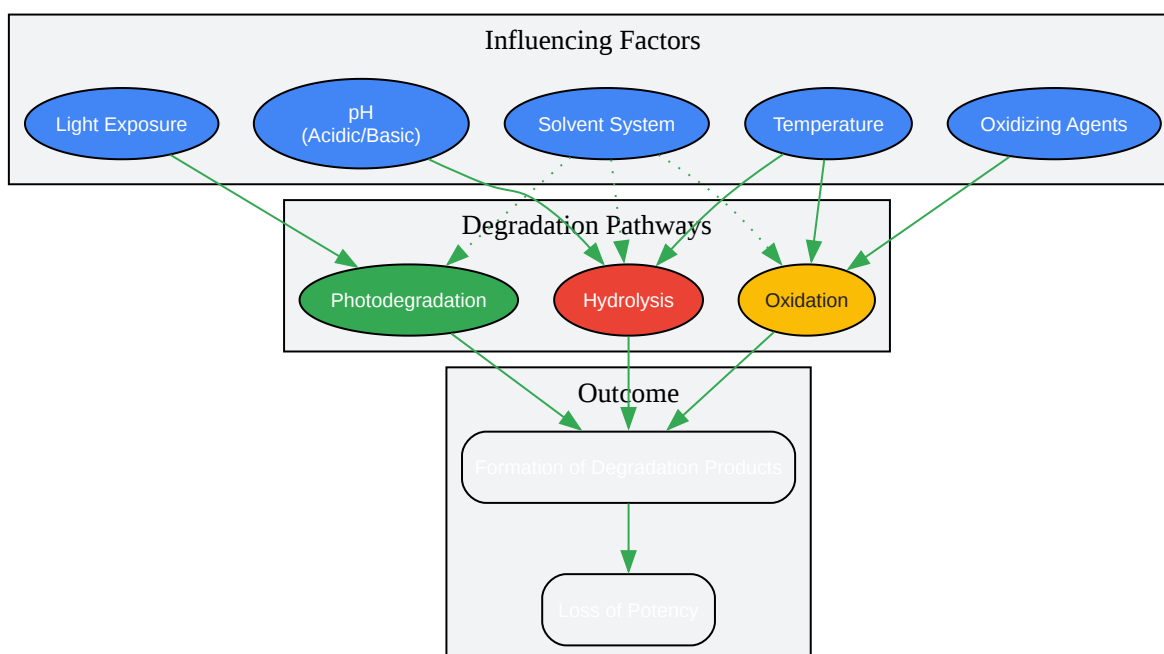 Influencing Factors
Light Exposure
pH
(Acidic/Basic)
Solvent System
Temperature
Oxidizing Agents
Degradation Pathways
Photodegradation
Hydrolysis
Oxidation
Outcome
Formation of Degradation Products
Loss of Potency